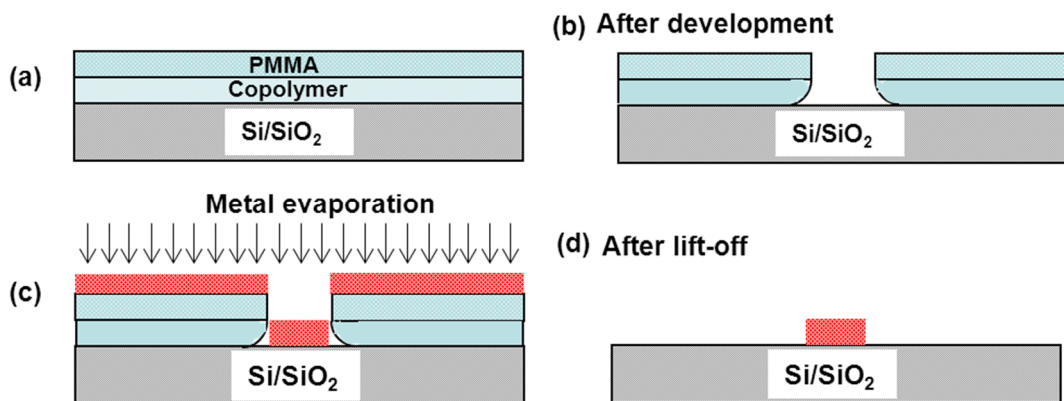 (a)
PMMA
Copolymer
Si/SiO₂
(b) After development
Si/SiO₂
Metal evaporation
(c)
Si/SiO₂
(d) After lift-off
Si/SiO₂